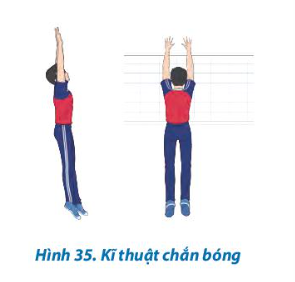 Hình 35. Kĩ thuật chắn bóng